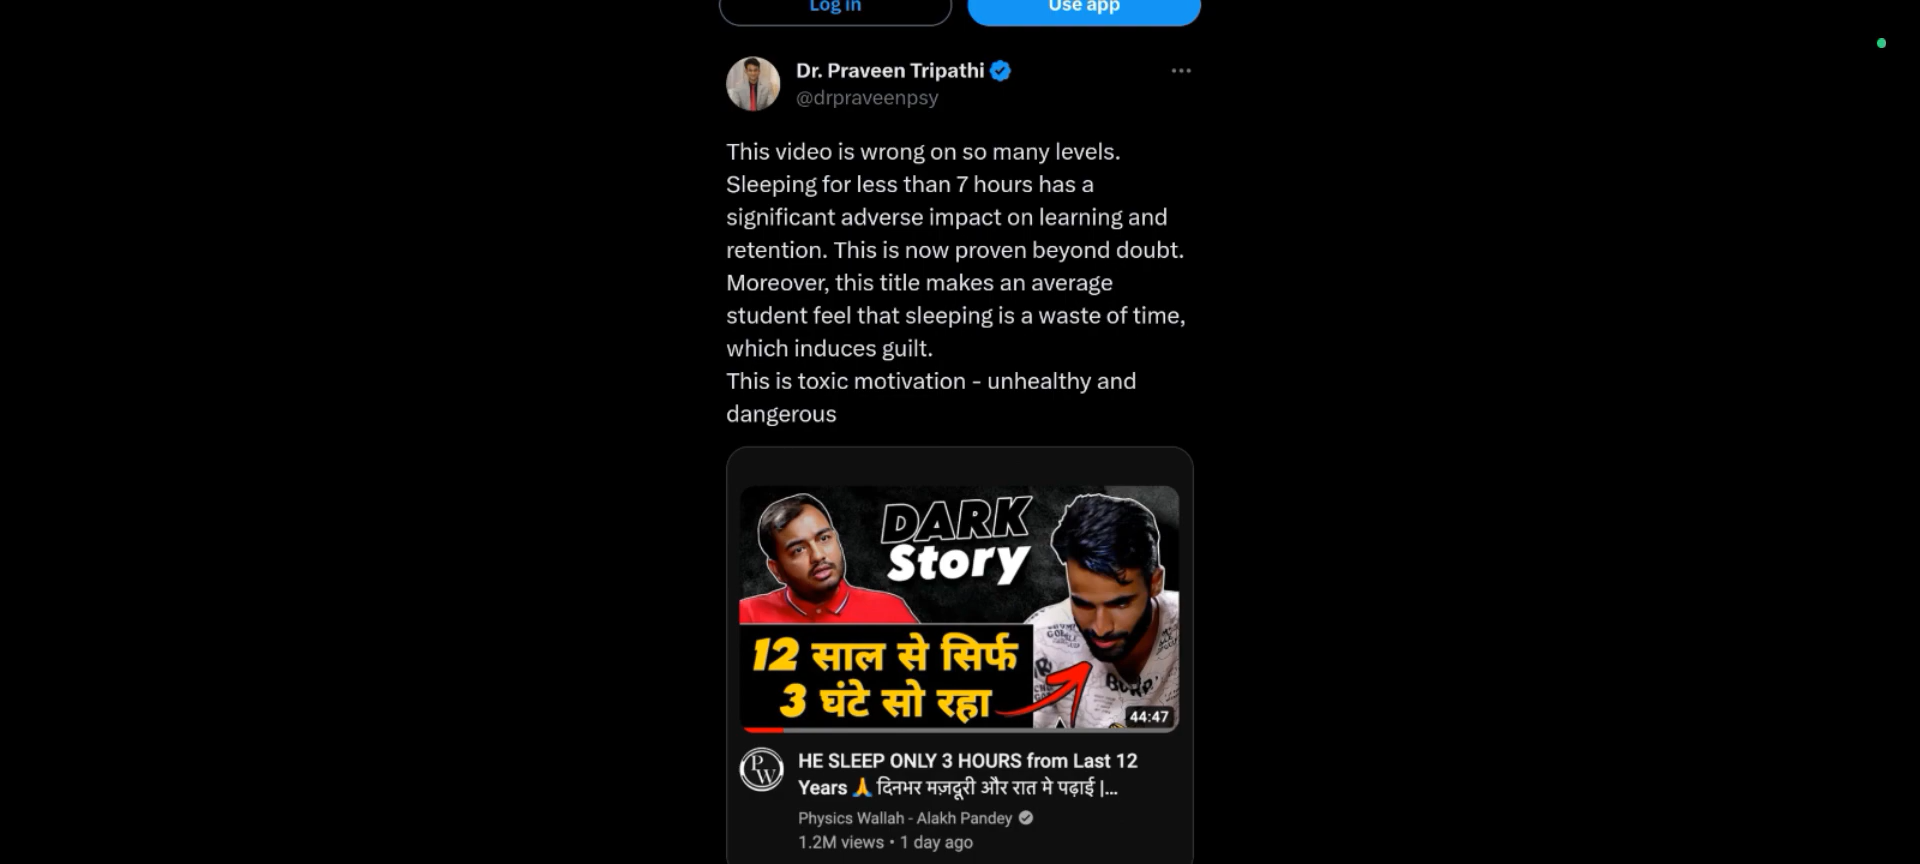 Log in
Use app
Dr. Praveen Tripathi
@drpraveenpsy
This video is wrong on so many levels.
Sleeping for less than 7 hours has a
significant adverse impact on learning and
retention. This is now proven beyond doubt.
Moreover, this title makes an average
student feel that sleeping is a waste of time,
which induces guilt.
This is toxic motivation - unhealthy and
dangerous
DARK
Story
12 साल से सिर्फ
3 घंटे सो रहा
44:47
PW
HE SLEEP ONLY 3 HOURS from Last 12
Years 🙏 दिनभर मज़दूरी और रात मे पढ़ाई |...
Physics Wallah - Alakh Pandey
1.2M views • 1 day ago